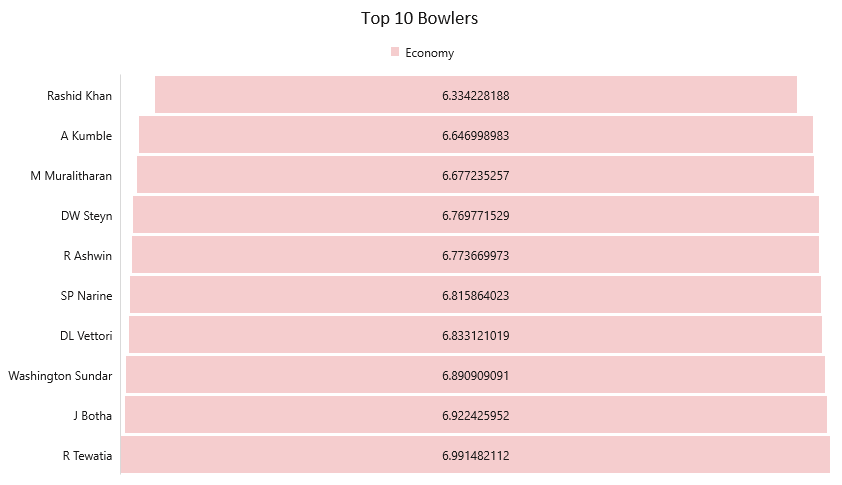 Top 10 Bowlers
Economy
Rashid Khan 6.334228188
A Kumble 6.646998983
M Muralitharan 6.677235257
DW Steyn 6.769771529
R Ashwin 6.773669973
SP Narine 6.815864023
DL Vettori 6.833121019
Washington Sundar 6.890909091
J Botha 6.922425952
R Tewatia 6.991482112